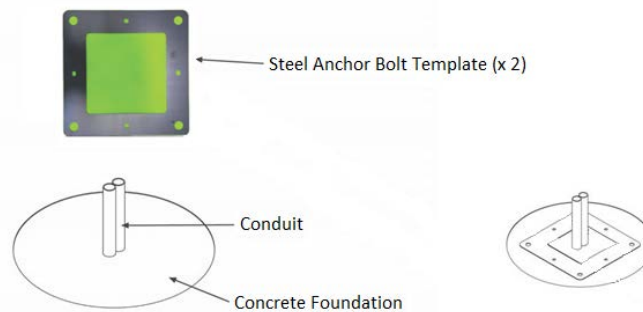 Steel Anchor Bolt Template (x 2)
Conduit
Concrete Foundation